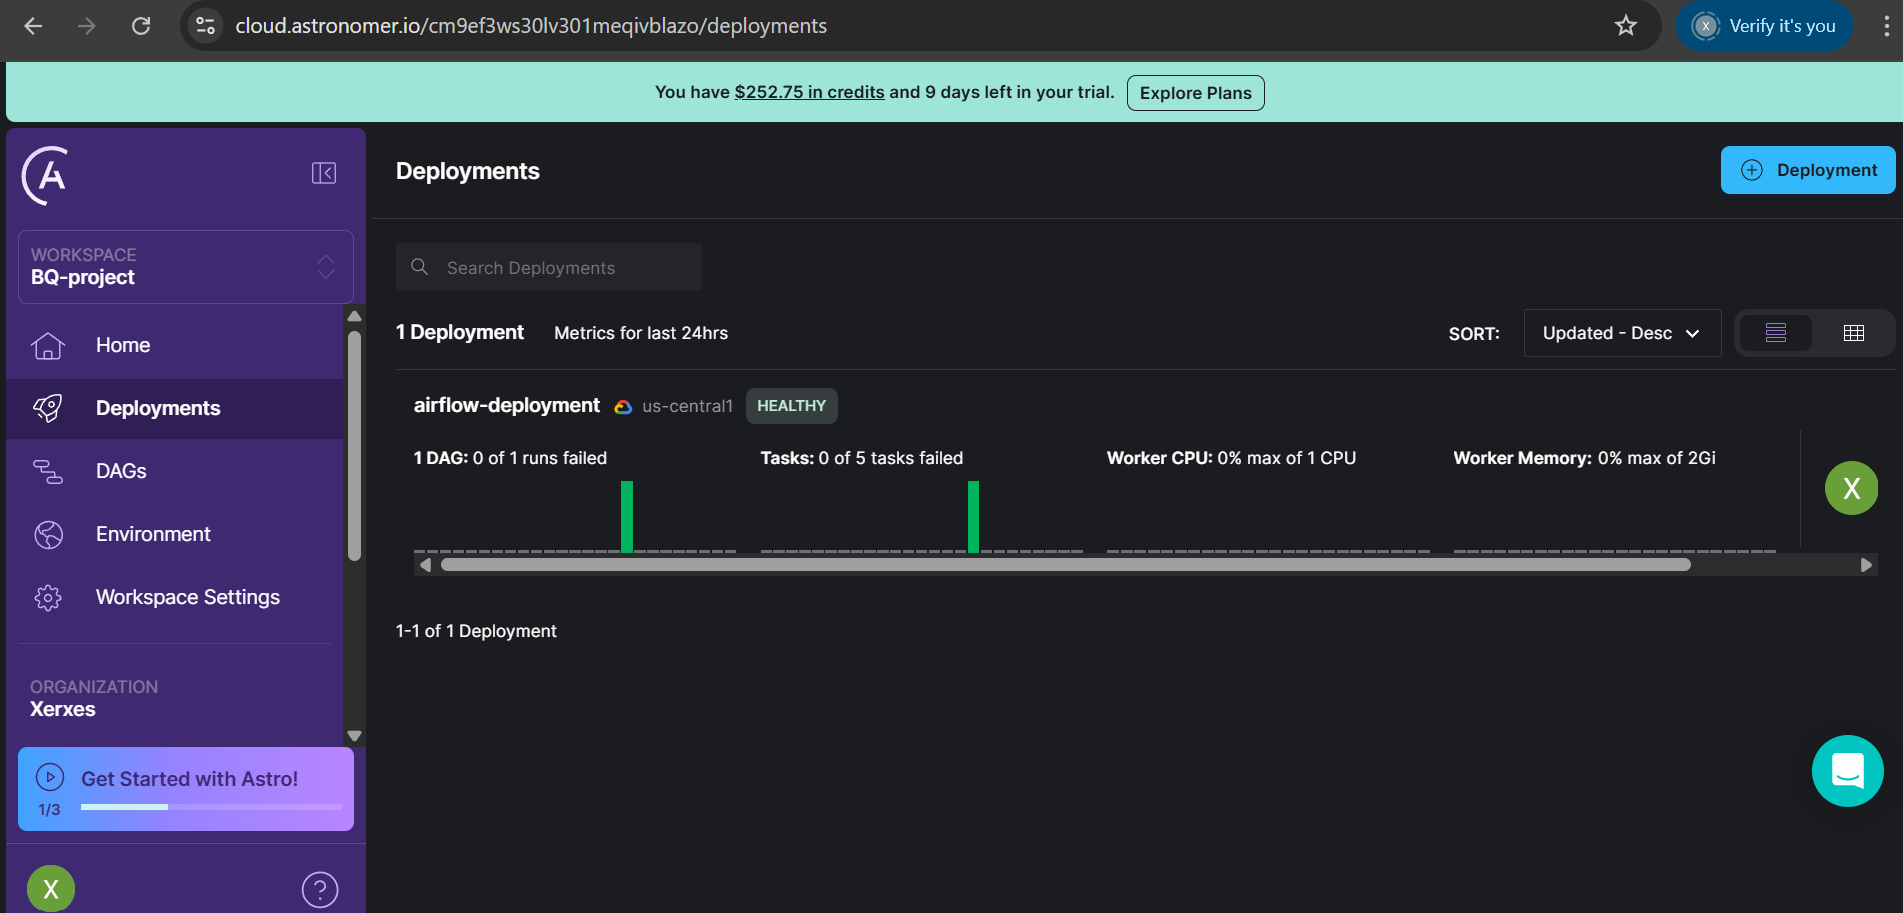 cloud.astronomer.io/cm9ef3ws30lv301meqivblazo/deployments
X
Verify it's you
You have $252.75 in credits and 9 days left in your trial.
Explore Plans
A
Deployments
Deployment
WORKSPACE
BQ-project
Search Deployments
Home
1 Deployment
Metrics for last 24hrs
SORT:
Updated - Desc
Deployments
airflow-deployment
us-central1
HEALTHY
1 DAG: 0 of 1 runs failed
Tasks: 0 of 5 tasks failed
Worker CPU: 0% max of 1 CPU
Worker Memory: 0% max of 2Gi
X
DAGs
Environment
Workspace Settings
1-1 of 1 Deployment
ORGANIZATION
Xerxes
Get Started with Astro!
1/3
X
?